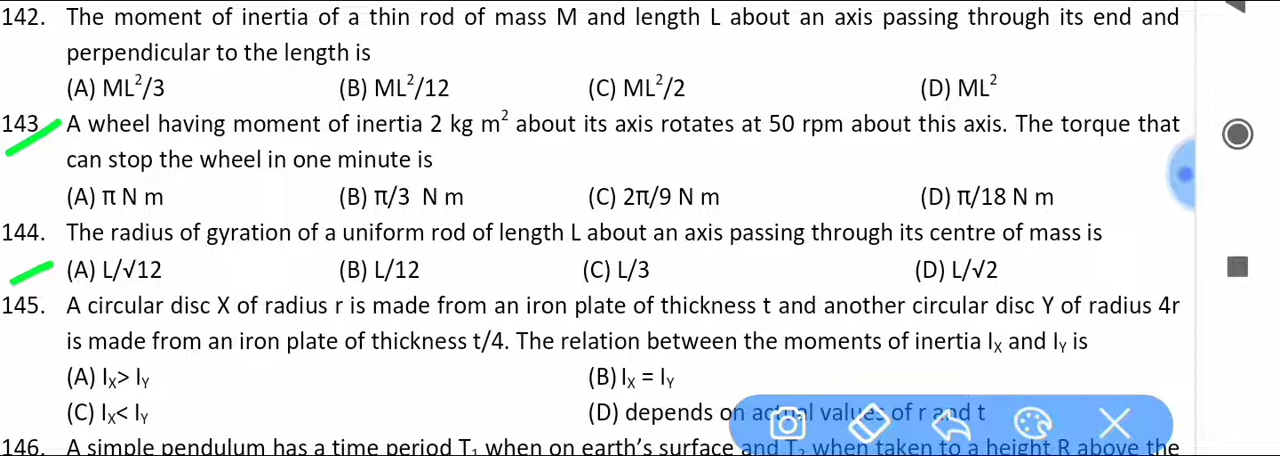 142. The moment of inertia of a thin rod of mass M and length L about an axis passing through its end and
perpendicular to the length is
(A) ML²/3 (B) ML²/12 (C) ML²/2 (D) ML²
143. A wheel having moment of inertia 2 kg m² about its axis rotates at 50 rpm about this axis. The torque that
can stop the wheel in one minute is
(A) π N m (B) π/3 N m (C) 2π/9 N m (D) π/18 N m
144. The radius of gyration of a uniform rod of length L about an axis passing through its centre of mass is
(A) L/√12 (B) L/12 (C) L/3 (D) L/√2
145. A circular disc X of radius r is made from an iron plate of thickness t and another circular disc Y of radius 4r
is made from an iron plate of thickness t/4. The relation between the moments of inertia Iₓ and Iᵧ is
(A) Iₓ> Iᵧ (B) Iₓ = Iᵧ
(C) Iₓ< Iᵧ (D) depends on actual values of r and t
146. A simple pendulum has a time period T₁ when on earth's surface and T₂ when taken to a height R above the